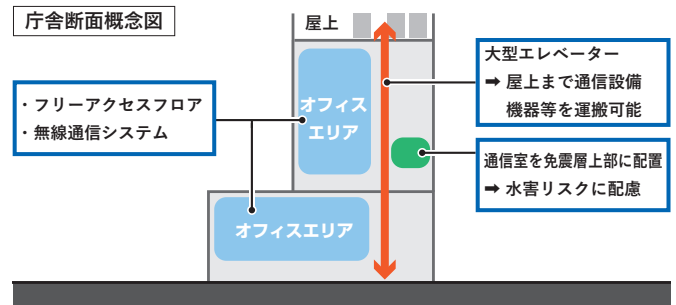 庁舎断面概念図
屋上
大型エレベーター
➡ 屋上まで通信設備
機器等を運搬可能
・フリーアクセスフロア
・無線通信システム
オフィス
エリア
通信室を免震層上部に配置
➡ 水害リスクに配慮
オフィスエリア